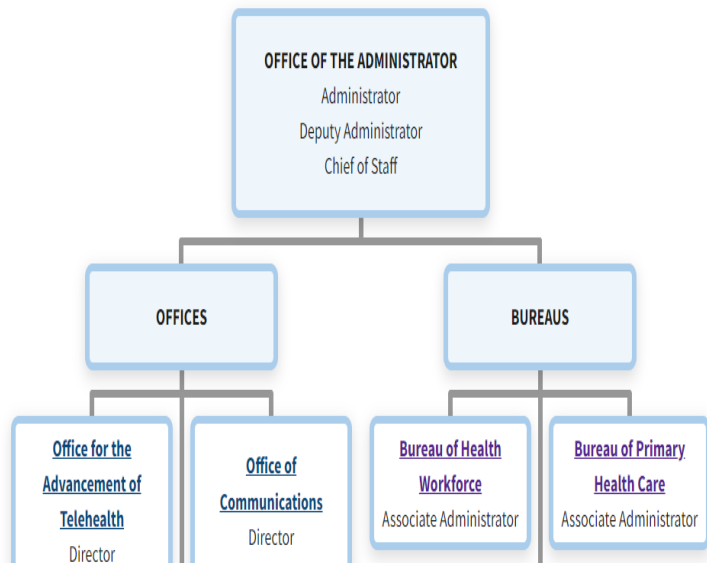 OFFICE OF THE ADMINISTRATOR
Administrator
Deputy Administrator
Chief of Staff
OFFICES
BUREAUS
Office for the
Advancement of
Telehealth
Director
Office of
Communications
Director
Bureau of Health
Workforce
Associate Administrator
Bureau of Primary
Health Care
Associate Administrator